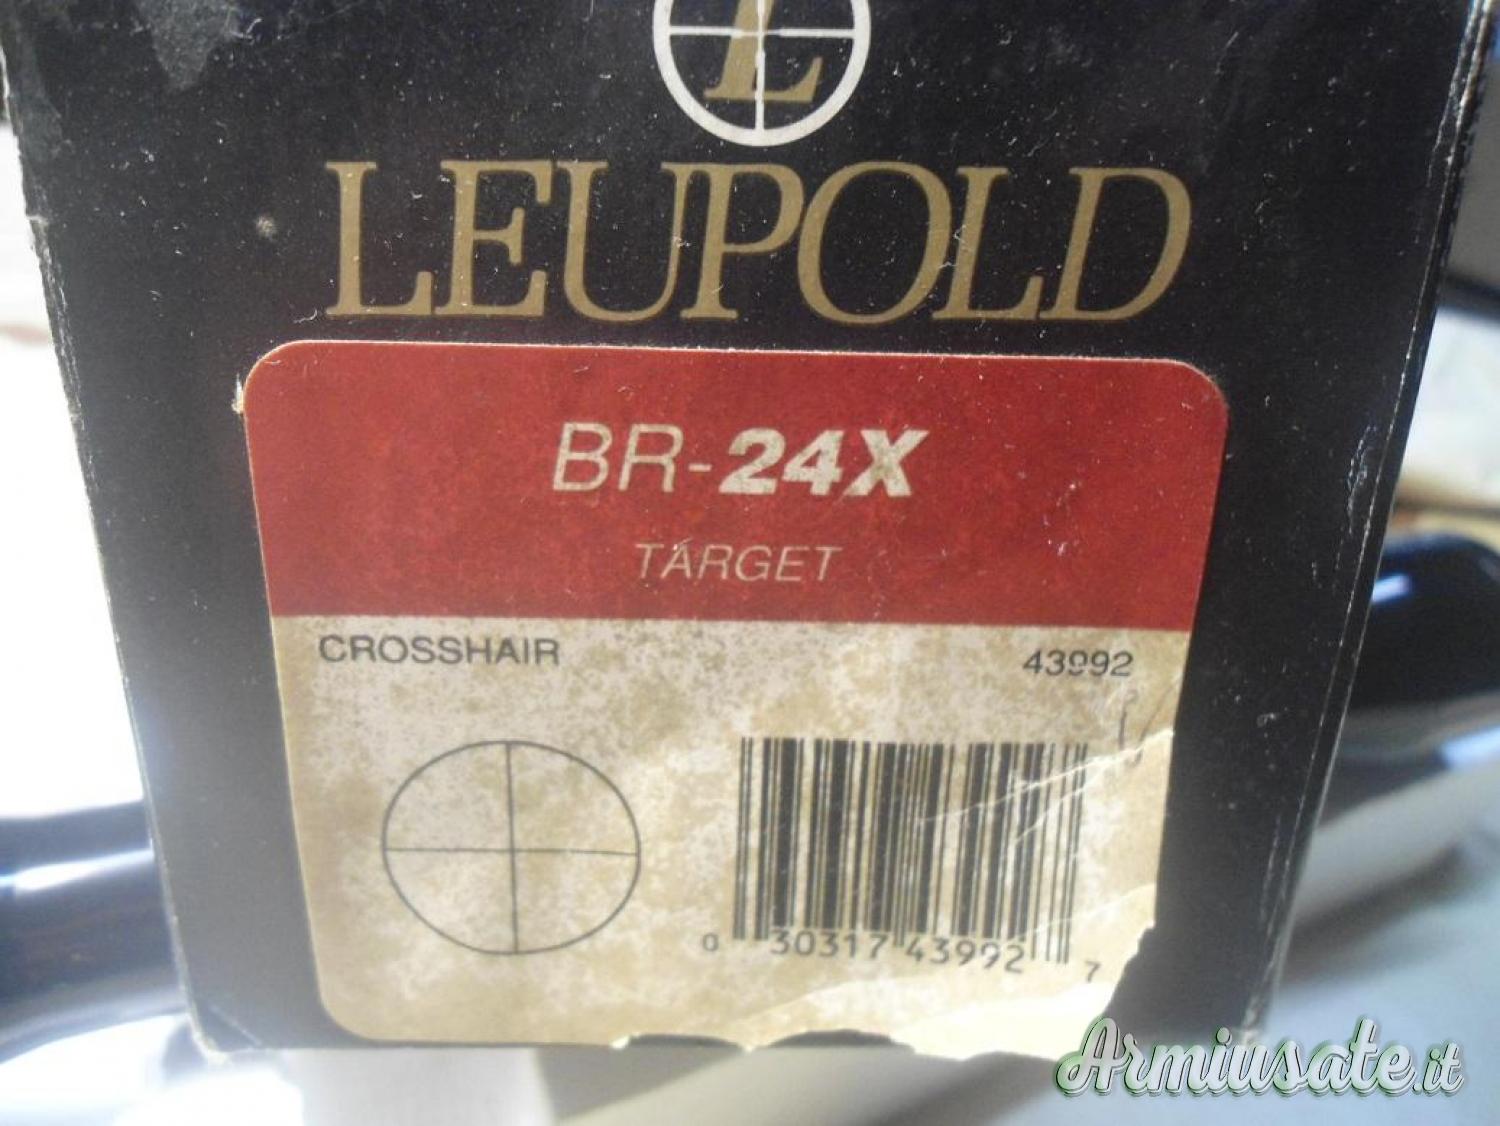 L
LEUPOLD
BR-24X
TARGET
CROSSHAIR 43992
0 30317 43992 7
Armiusate.it